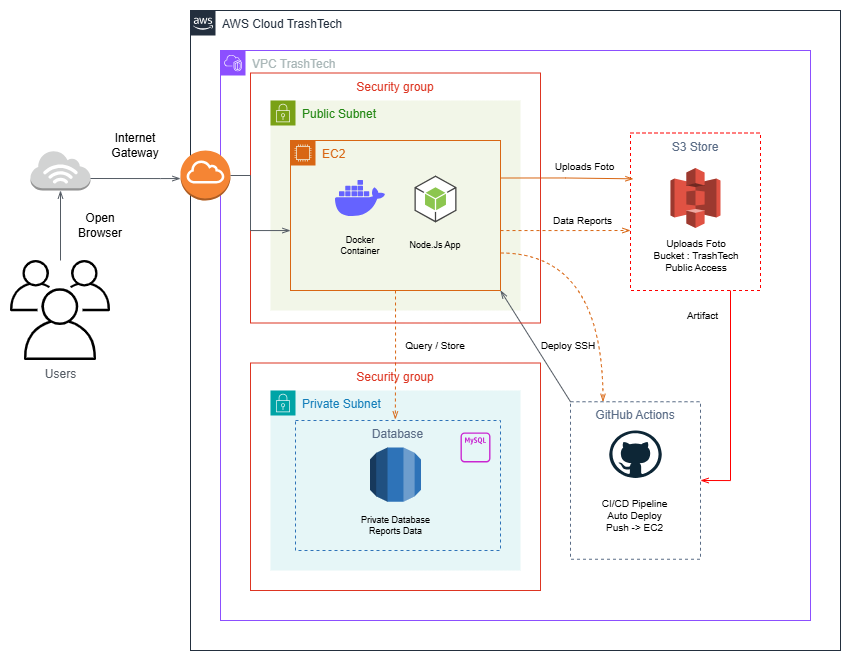 aws
AWS Cloud TrashTech
VPC TrashTech
Security group
Public Subnet
EC2
Docker
Container
Node.Js App
Internet
Gateway
Open
Browser
Users
Uploads Foto
Data Reports
S3 Store
Uploads Foto
Bucket : TrashTech
Public Access
Artifact
Query / Store
Deploy SSH
Security group
Private Subnet
Database
MySQL
Private Database
Reports Data
GitHub Actions
CI/CD Pipeline
Auto Deploy
Push -> EC2